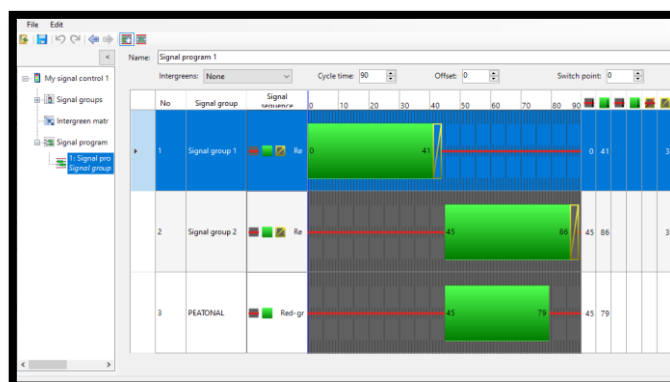 File Edit
<
Name: Signal program 1
My signal control 1
Intergreens: None Cycle time: 90 Offset: 0 Switch point: 0
Signal groups
Intergreen matr
Signal program
1: Signal pro
Signal group
No Signal group Signal sequence 0 10 20 30 40 50 60 70 80 90
1 Signal group 1 Re 0 41 0 41 3
2 Signal group 2 Re 45 86 45 86 3
3 PEATONAL Red-gr 45 79 45 79